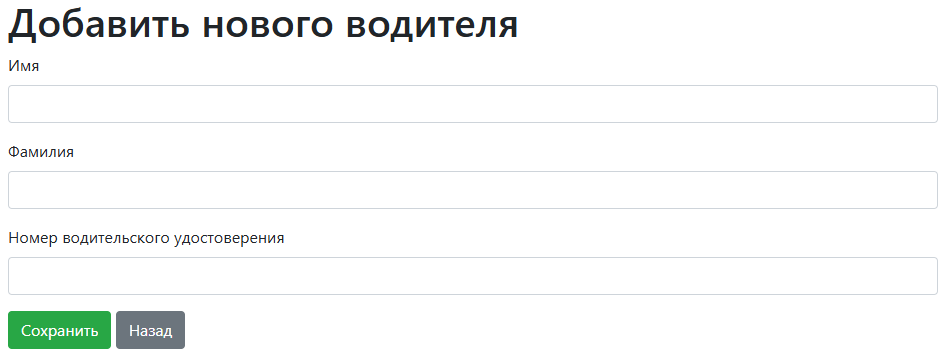 Добавить нового водителя
Имя
Фамилия
Номер водительского удостоверения
Сохранить Назад